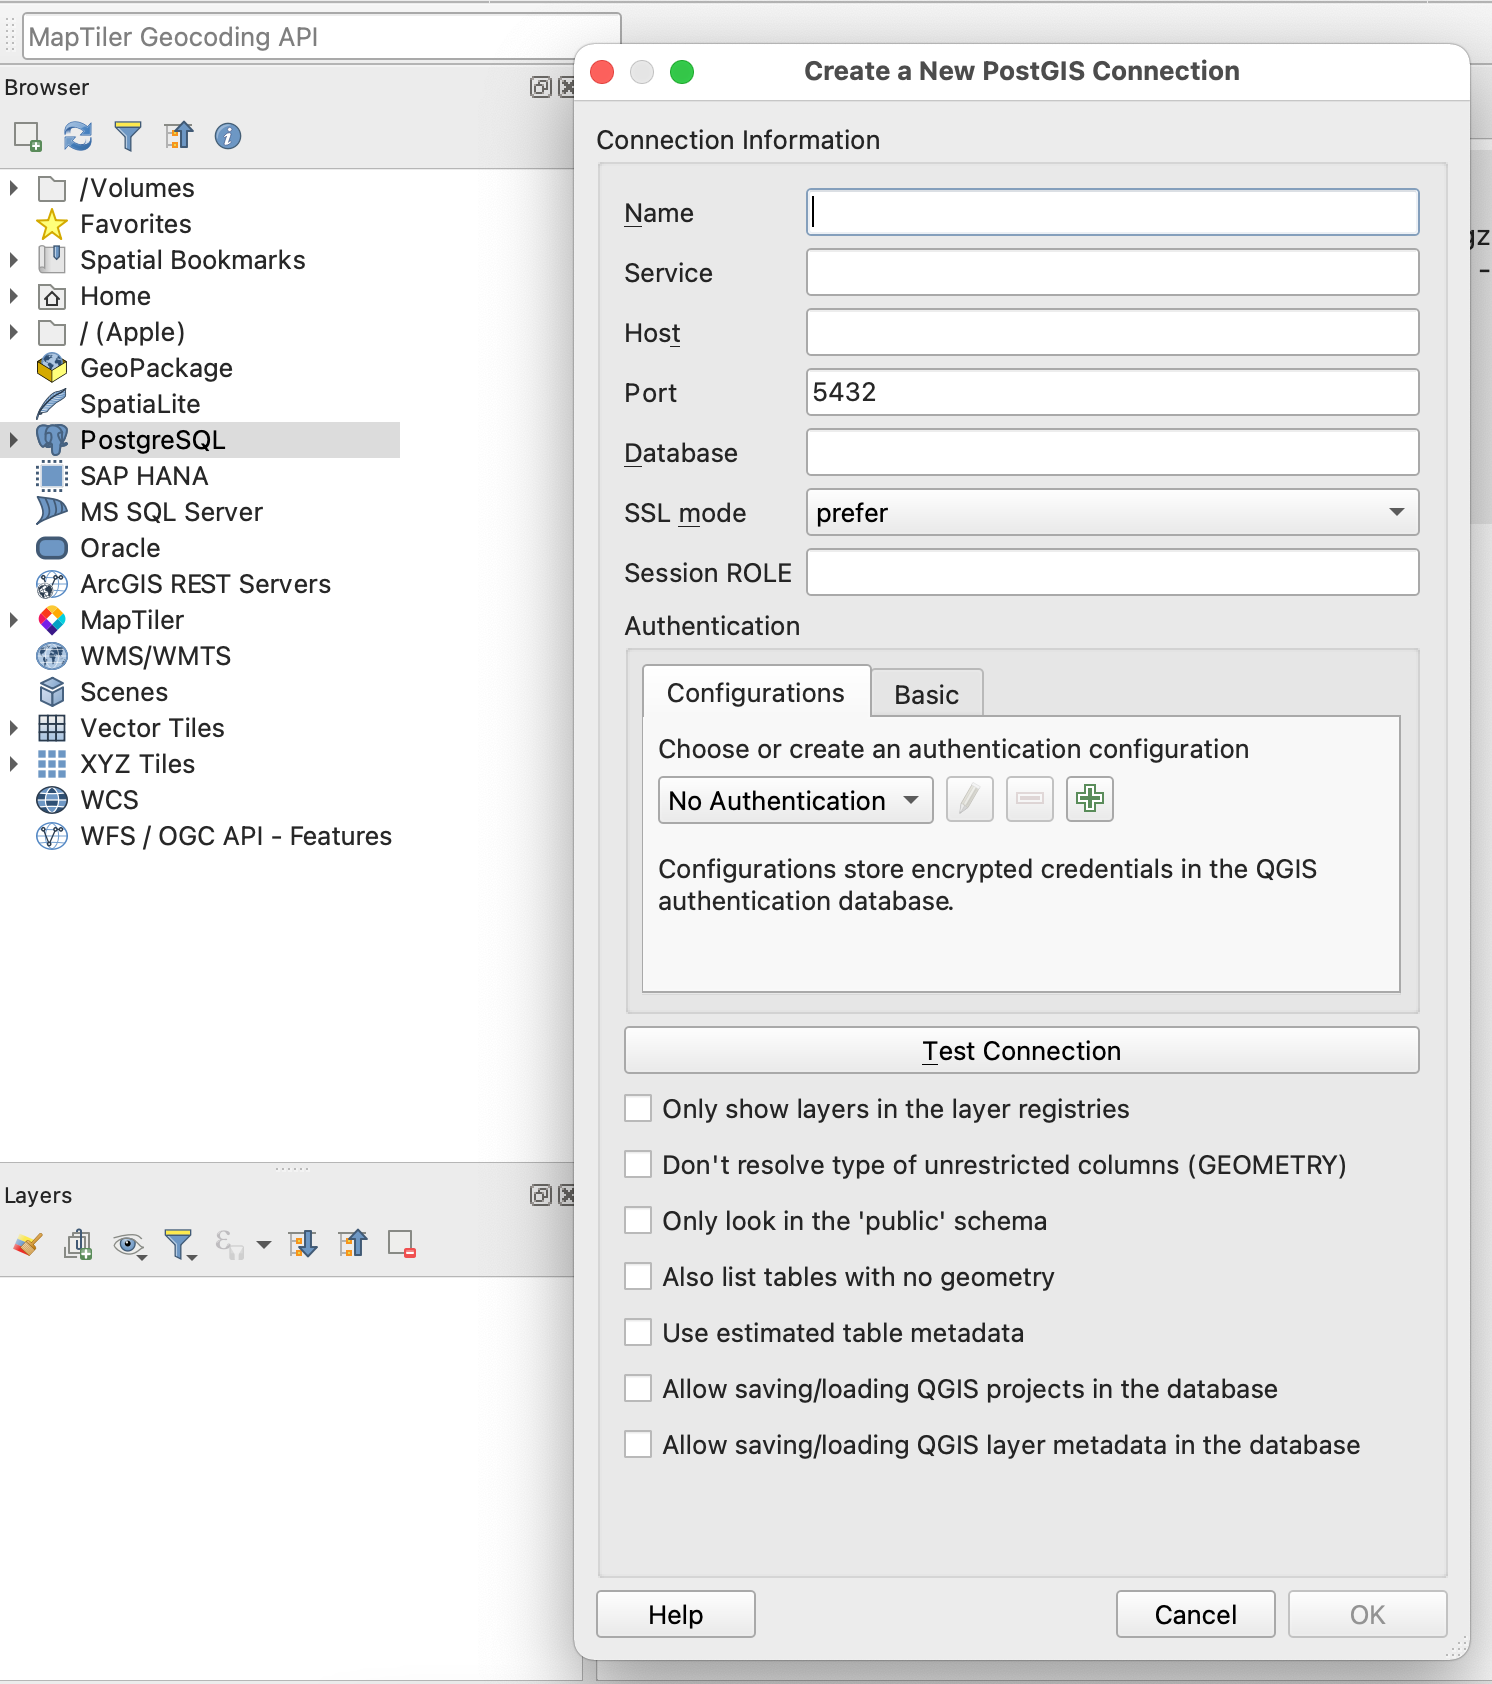 MapTiler Geocoding API
Browser
/Volumes
Favorites
Spatial Bookmarks
Home
/ (Apple)
GeoPackage
SpatiaLite
PostgreSQL
SAP HANA
MS SQL Server
Oracle
ArcGIS REST Servers
MapTiler
WMS/WMTS
Scenes
Vector Tiles
XYZ Tiles
WCS
WFS / OGC API - Features
Layers
Create a New PostGIS Connection
Connection Information
Name
Service
Host
Port 5432
Database
SSL mode prefer
Session ROLE
Authentication
Configurations Basic
Choose or create an authentication configuration
No Authentication
Configurations store encrypted credentials in the QGIS
authentication database.
Test Connection
Only show layers in the layer registries
Don't resolve type of unrestricted columns (GEOMETRY)
Only look in the 'public' schema
Also list tables with no geometry
Use estimated table metadata
Allow saving/loading QGIS projects in the database
Allow saving/loading QGIS layer metadata in the database
Help Cancel OK